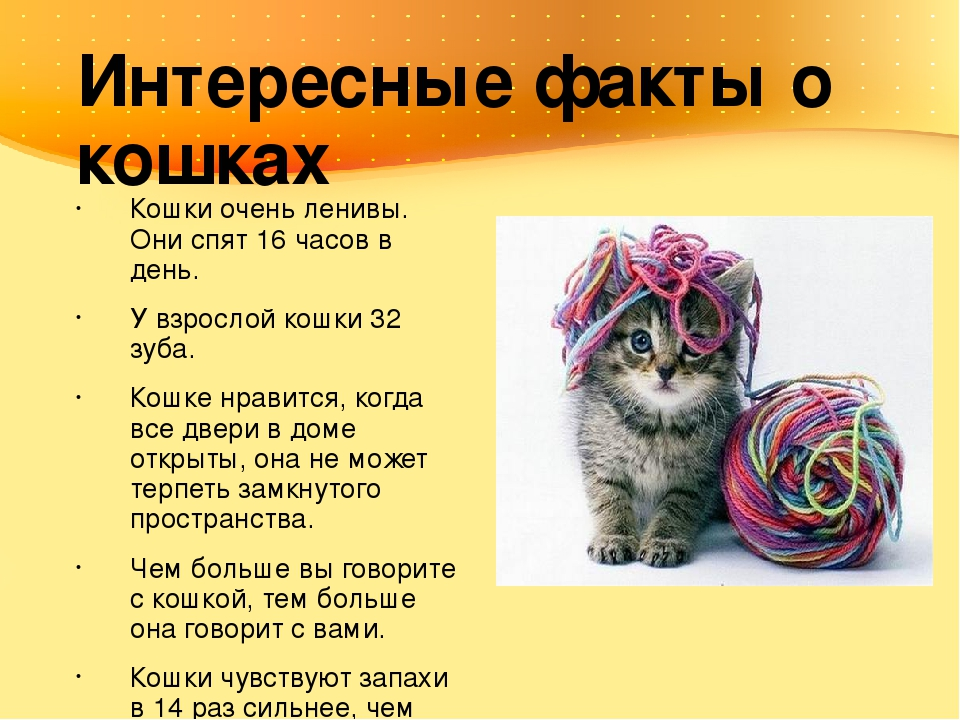 Интересные факты о
кошках
• Кошки очень ленивы.
Они спят 16 часов в
день.
• У взрослой кошки 32
зуба.
• Кошке нравится, когда
все двери в доме
открыты, она не может
терпеть замкнутого
пространства.
• Чем больше вы говорите
с кошкой, тем больше
она говорит с вами.
• Кошки чувствуют запахи
в 14 раз сильнее, чем